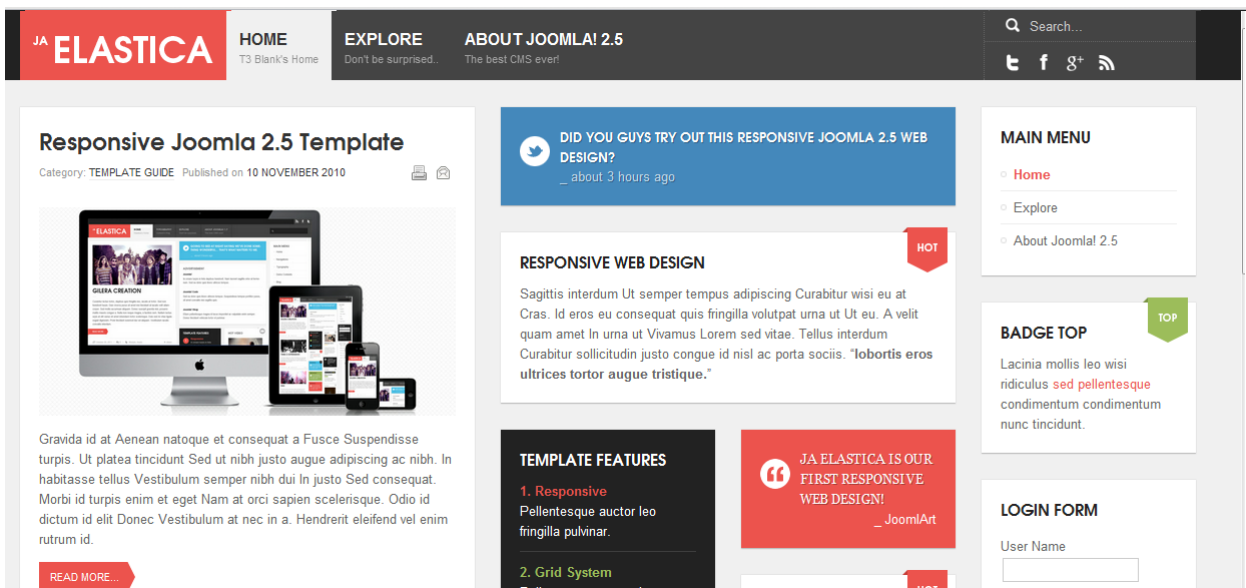 JA ELASTICA
HOME
T3 Blank's Home
EXPLORE
Don't be surprised..
ABOUT JOOMLA! 2.5
The best CMS ever!
Search...
Responsive Joomla 2.5 Template
Category: TEMPLATE GUIDE Published on 10 NOVEMBER 2010
ELASTICA
GILERA CREATION
Gravida id at Aenean natoque et consequat a Fusce Suspendisse
turpis. Ut platea tincidunt Sed ut nibh justo augue adipiscing ac nibh. In
habitasse tellus Vestibulum semper nibh dui In justo Sed consequat.
Morbi id turpis enim et eget Nam at orci sapien scelerisque. Odio id
dictum id elit Donec Vestibulum at nec in a. Hendrerit eleifend vel enim
rutrum id.
READ MORE...
DID YOU GUYS TRY OUT THIS RESPONSIVE JOOMLA 2.5 WEB
DESIGN?
_ about 3 hours ago
HOT
RESPONSIVE WEB DESIGN
Sagittis interdum Ut semper tempus adipiscing Curabitur wisi eu at
Cras. Id eros eu consequat quis fringilla volutpat urna ut Ut eu. A velit
quam amet In urna ut Vivamus Lorem sed vitae. Tellus interdum
Curabitur sollicitudin justo congue id nisl ac porta sociis. "lobortis eros
ultrices tortor augue tristique."
TEMPLATE FEATURES
1. Responsive
Pellentesque auctor leo
fringilla pulvinar.
2. Grid System
JA ELASTICA IS OUR
FIRST RESPONSIVE
WEB DESIGN!
_ JoomlArt
HOT
MAIN MENU
Home
Explore
About Joomla! 2.5
TOP
BADGE TOP
Lacinia mollis leo wisi
ridiculus sed pellentesque
condimentum condimentum
nunc tincidunt.
LOGIN FORM
User Name